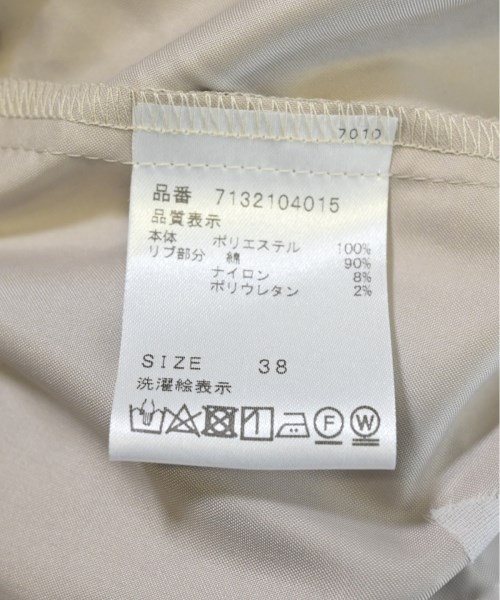 7010
品番 7132104015
品質表示
本体 ポリエステル 100%
リブ部分 綿 90%
ナイロン 8%
ポリウレタン 2%
SIZE 38
洗濯絵表示
F W